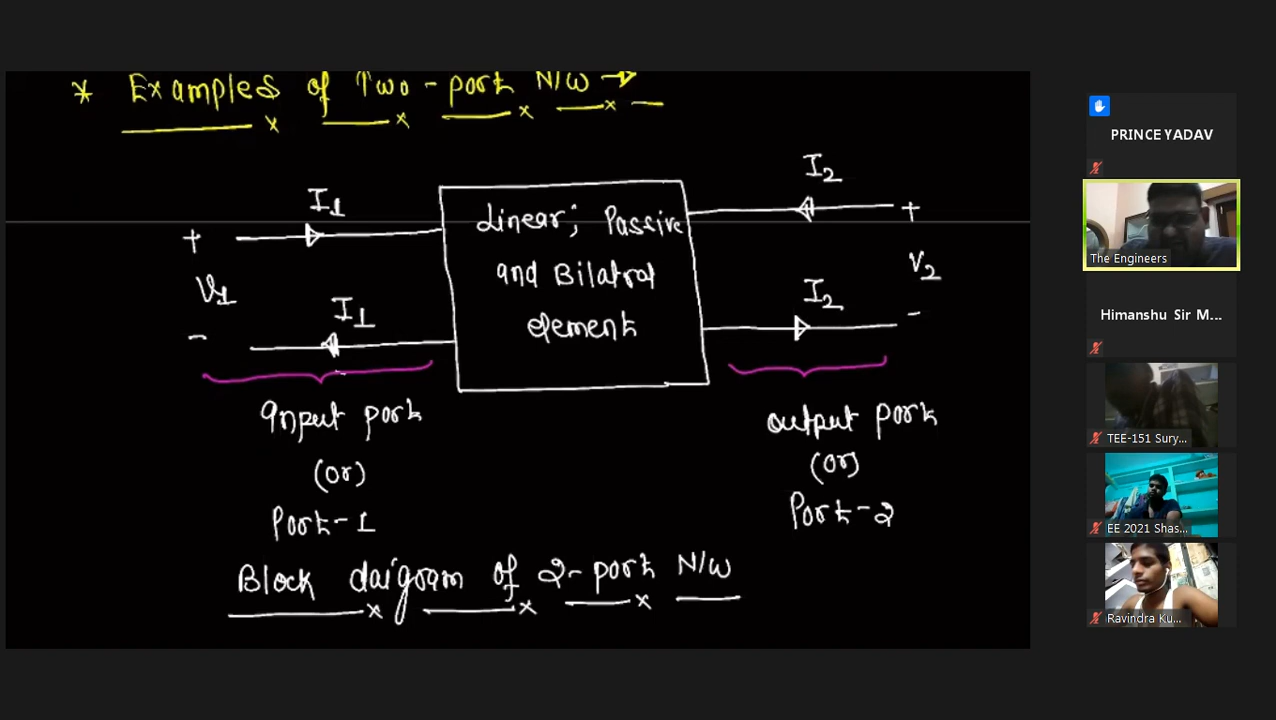 * Examples of Two-port N/W →
I1
I2
+
+
V1
V2
Linear; Passive
and Bilatral
element
I1
I2
-
-
Input port
output port
(or)
(or)
Port-1
Port-2
Block daigram of 2-port N/W
PRINCE YADAV
The Engineers
Himanshu Sir M...
TEE-151 Sury...
EE 2021 Shas...
Ravindra Ku...